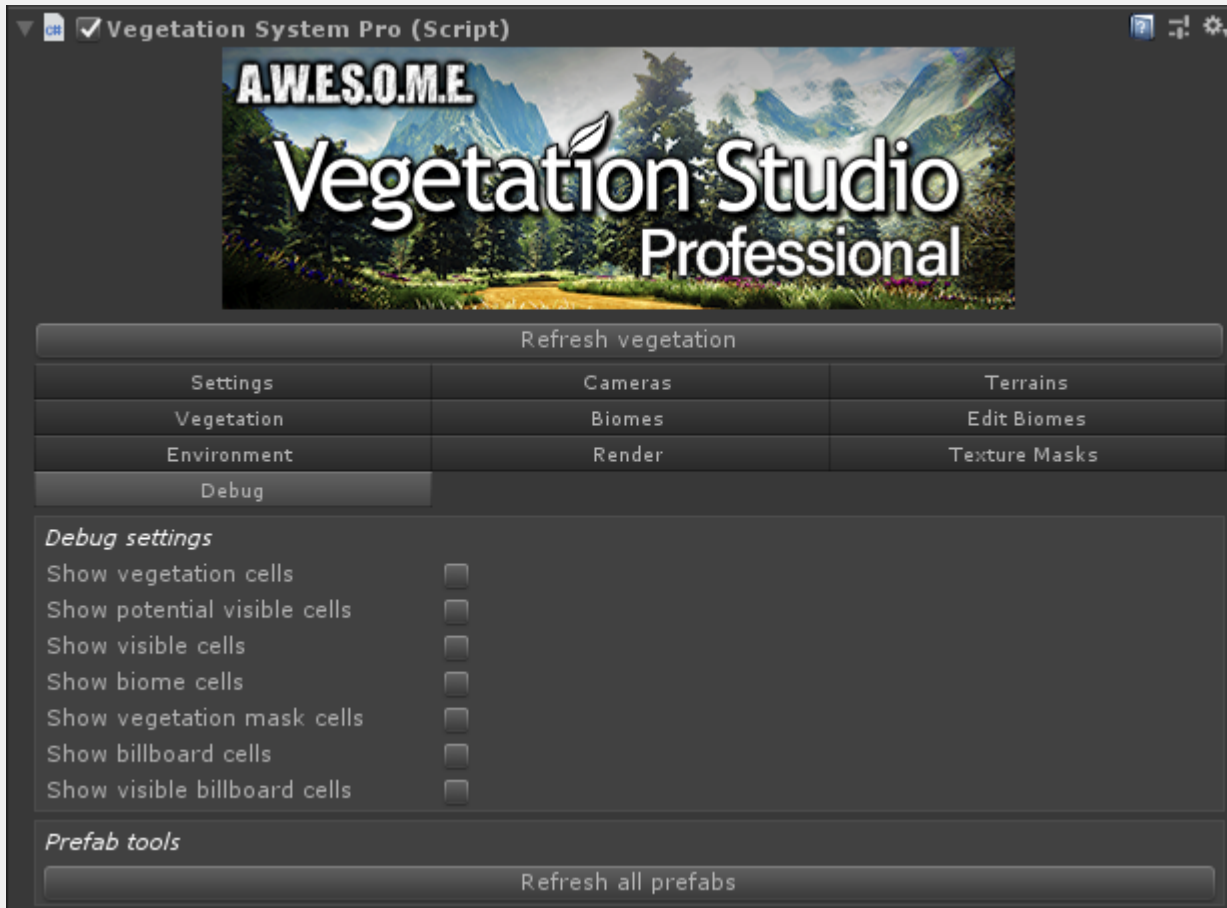 Vegetation System Pro (Script)
A.W.E.S.O.M.E.
Vegetation Studio
Professional
Refresh vegetation
Settings Cameras Terrains
Vegetation Biomes Edit Biomes
Environment Render Texture Masks
Debug
Debug settings
Show vegetation cells
Show potential visible cells
Show visible cells
Show biome cells
Show vegetation mask cells
Show billboard cells
Show visible billboard cells
Prefab tools
Refresh all prefabs